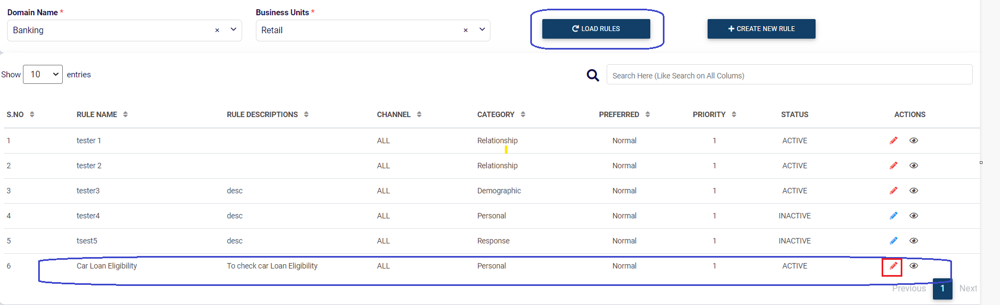 Domain Name * Business Units *
Banking × Retail × LOAD RULES + CREATE NEW RULE
Show 10 entries Search Here (Like Search on All Colums)
S.NO RULE NAME RULE DESCRIPTIONS CHANNEL CATEGORY PREFERRED PRIORITY STATUS ACTIONS
1 tester 1 ALL Relationship Normal 1 ACTIVE
2 tester 2 ALL Relationship Normal 1 ACTIVE
3 tester3 desc ALL Demographic Normal 1 ACTIVE
4 tester4 desc ALL Personal Normal 1 INACTIVE
5 tsest5 desc ALL Response Normal 1 INACTIVE
6 Car Loan Eligibility To check car Loan Eligibility ALL Personal Normal 1 ACTIVE
Previous 1 Next